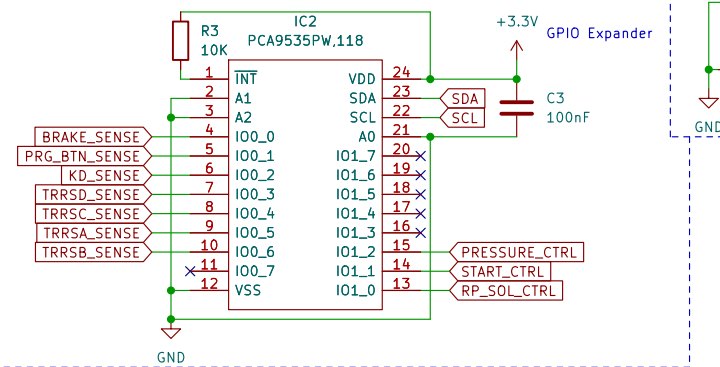 IC2
PCA9535PW,118
R3
10K
+3.3V
GPIO Expander
1 INT
2 A1
3 A2
4 IO0_0
5 IO0_1
6 IO0_2
7 IO0_3
8 IO0_4
9 IO0_5
10 IO0_6
11 IO0_7
12 VSS
VDD 24
SDA 23
SCL 22
A0 21
IO1_7 20
IO1_6 19
IO1_5 18
IO1_4 17
IO1_3 16
IO1_2 15
IO1_1 14
IO1_0 13
BRAKE_SENSE
PRG_BTN_SENSE
KD_SENSE
TRRSD_SENSE
TRRSC_SENSE
TRRSA_SENSE
TRRSB_SENSE
SDA
SCL
C3
100nF
PRESSURE_CTRL
START_CTRL
RP_SOL_CTRL
GND
GND